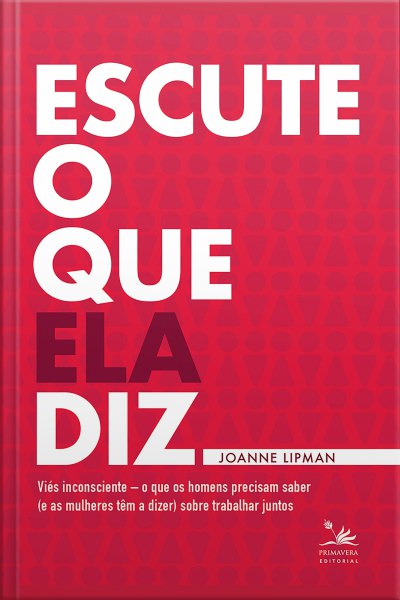 ESCUTE
O
QUE
ELA
DIZ
JOANNE LIPMAN
Viés inconsciente – o que os homens precisam saber
(e as mulheres têm a dizer) sobre trabalhar juntos
PRIMAVERA
EDITORIAL